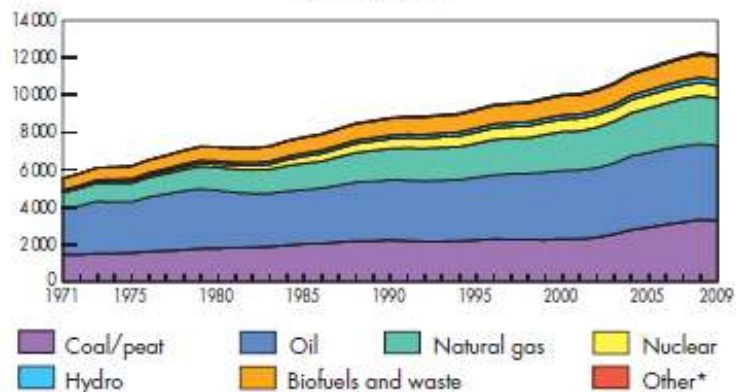 14 000
12 000
10 000
8 000
6 000
4 000
2 000
0
1971 1975 1980 1985 1990 1995 2000 2005 2009
Coal/peat Oil Natural gas Nuclear
Hydro Biofuels and waste Other*